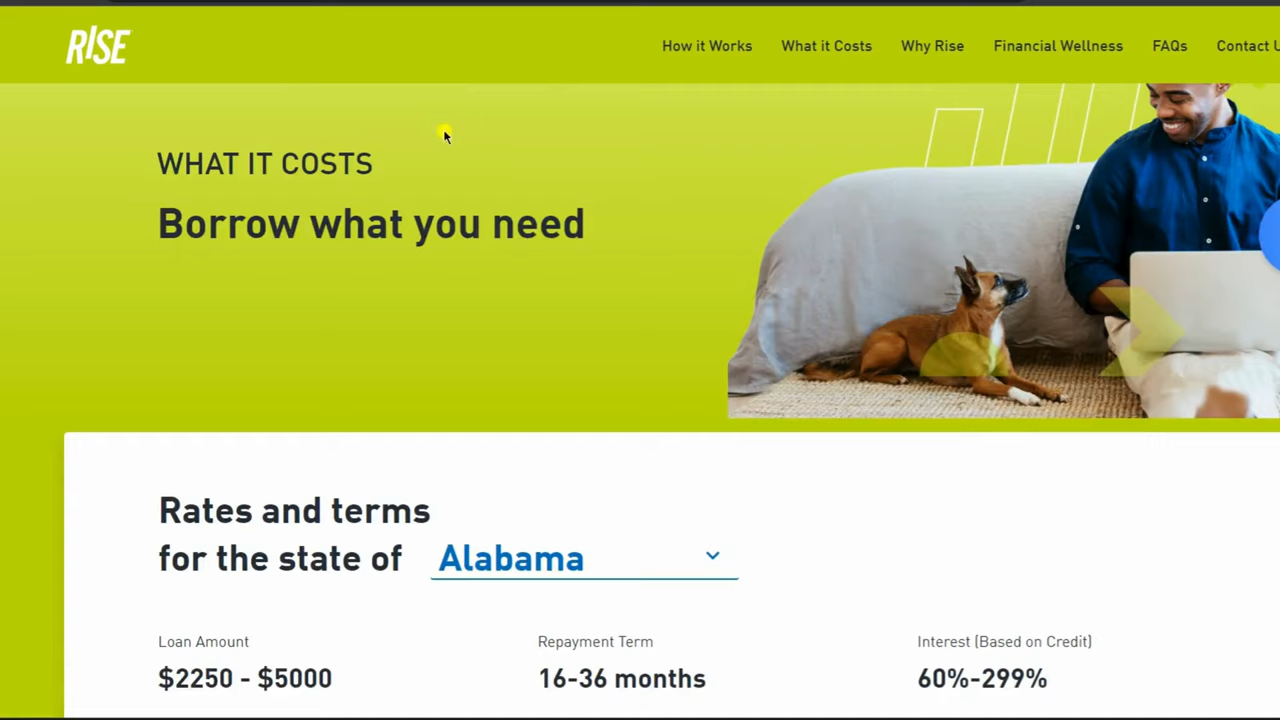 RISE
How it Works
What it Costs
Why Rise
Financial Wellness
FAQs
Contact
WHAT IT COSTS
Borrow what you need
Rates and terms
for the state of Alabama
Loan Amount
Repayment Term
Interest (Based on Credit)
$2250 - $5000
16-36 months
60%-299%